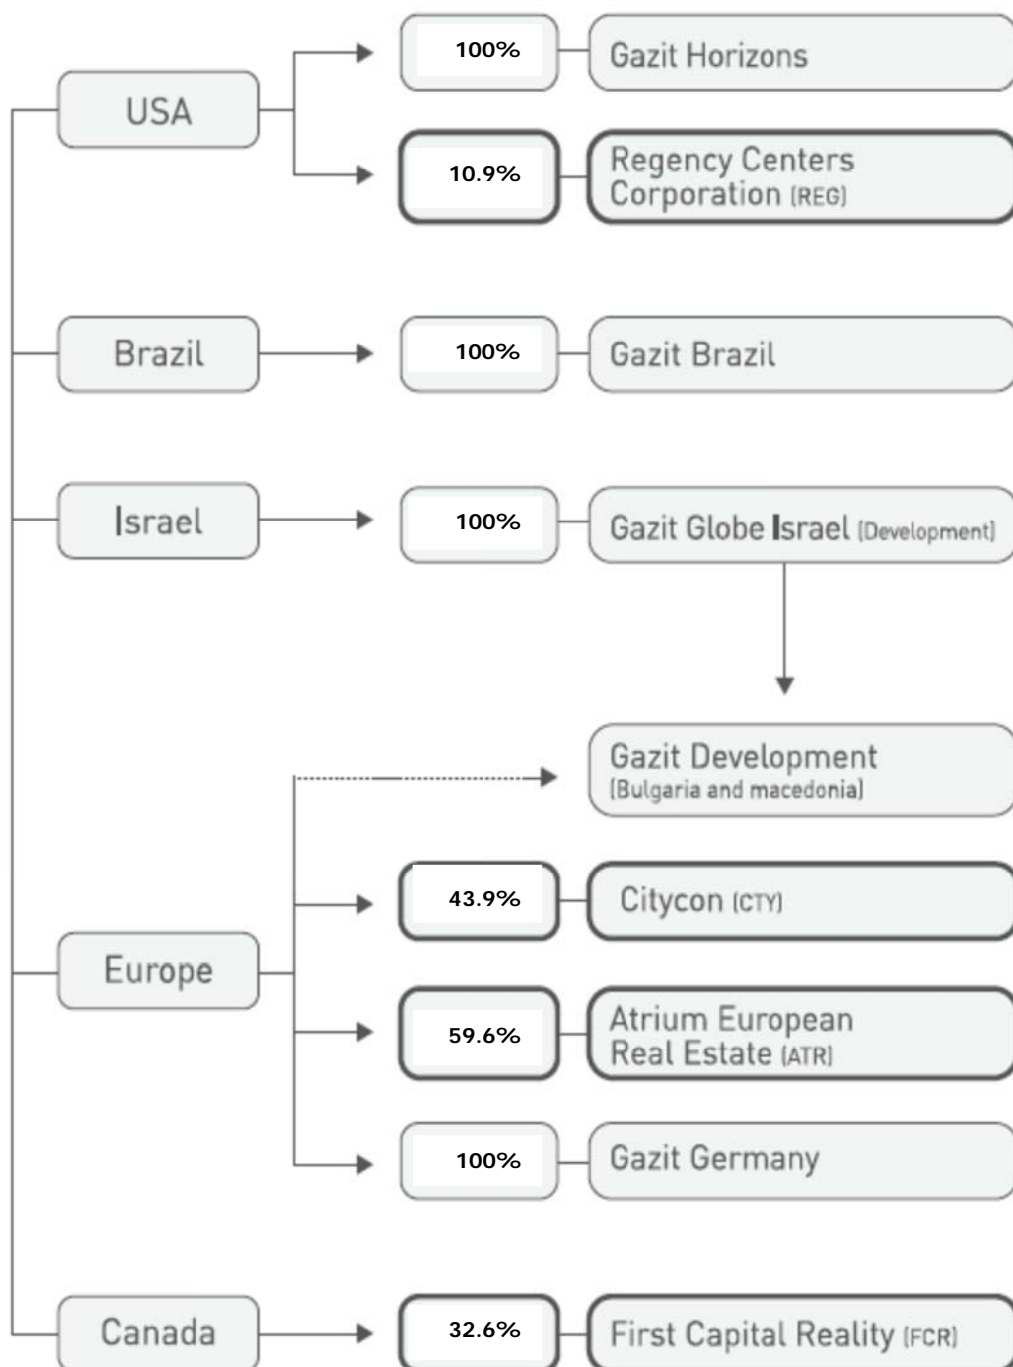 USA
100%
Gazit Horizons
10.9%
Regency Centers
Corporation (REG)
Brazil
100%
Gazit Brazil
Israel
100%
Gazit Globe Israel (Development)
Gazit Development
(Bulgaria and macedonia)
Europe
43.9%
Citycon (CTY)
59.6%
Atrium European
Real Estate (ATR)
100%
Gazit Germany
Canada
32.6%
First Capital Reality (FCR)